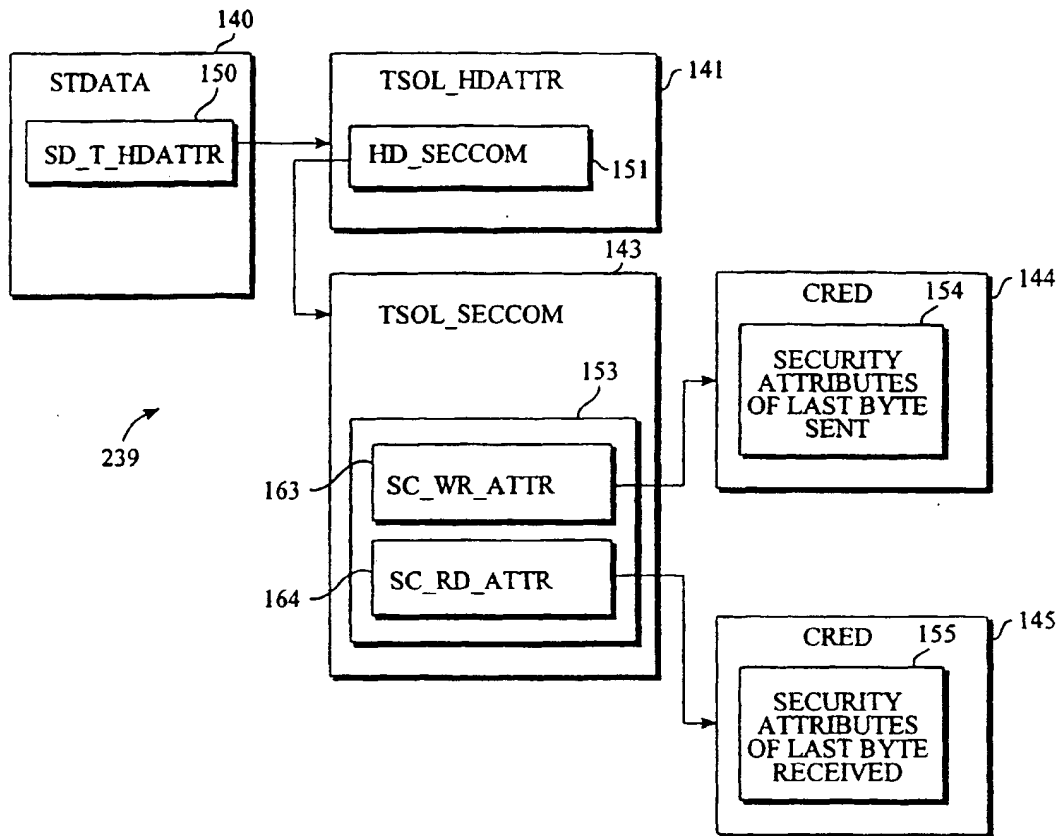 140
STDATA
150
SD_T_HDATTR
TSOL_HDATTR
141
HD_SECCOM
151
143
TSOL_SECCOM
153
163
SC_WR_ATTR
164
SC_RD_ATTR
239
CRED
144
154
SECURITY
ATTRIBUTES
OF LAST BYTE
SENT
CRED
145
155
SECURITY
ATTRIBUTES
OF LAST BYTE
RECEIVED